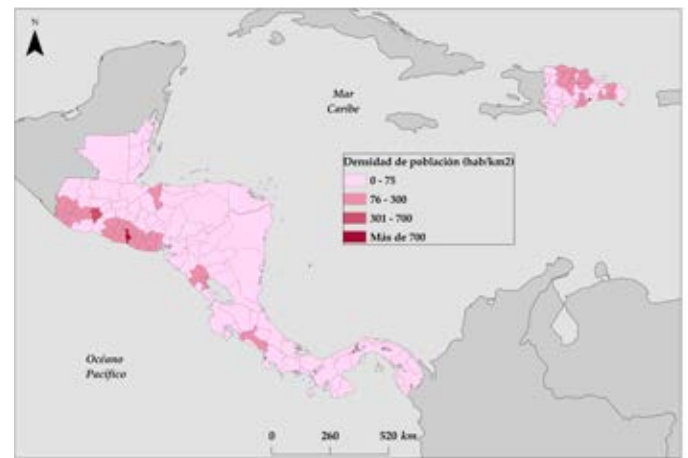 N
Mar
Caribe
Densidad de población (hab/km2)
0 - 75
76 - 300
301 - 700
Más de 700
Océano
Pacífico
0 260 520 km